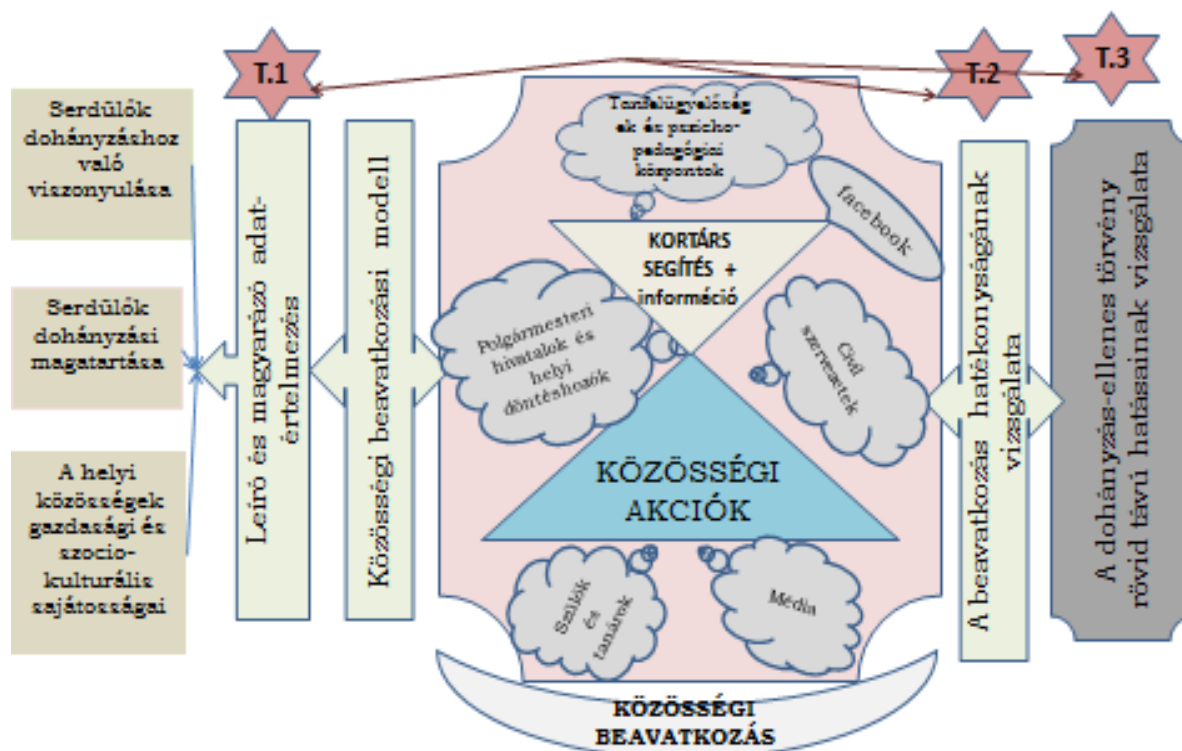 T.1
T.2
T.3
Serdülők
dohányzáshoz
való
viszonyulása
Serdülők
dohányzási
magatartása
A helyi
közösségek
gazdasági és
szocio-
kulturális
sajátosságai
Leíró és magyarázó adat-
értelmezés
Közösségi beavatkozási modell
Tanfelügyelőség
ek és pszicho-
pedagógiai
központok
facebook
KORTÁRS
SEGÍTÉS +
információ
Polgármesteri
hivatalok és
helyi
döntéshozók
Civil
szervezetek
KÖZÖSSÉGI
AKCIÓK
Szülők
és
tanárok
Média
KÖZÖSSÉGI
BEAVATKOZÁS
A beavatkozás hatékonyságának
vizsgálata
A dohányzás-ellenes törvény
rövid távú hatásainak vizsgálata